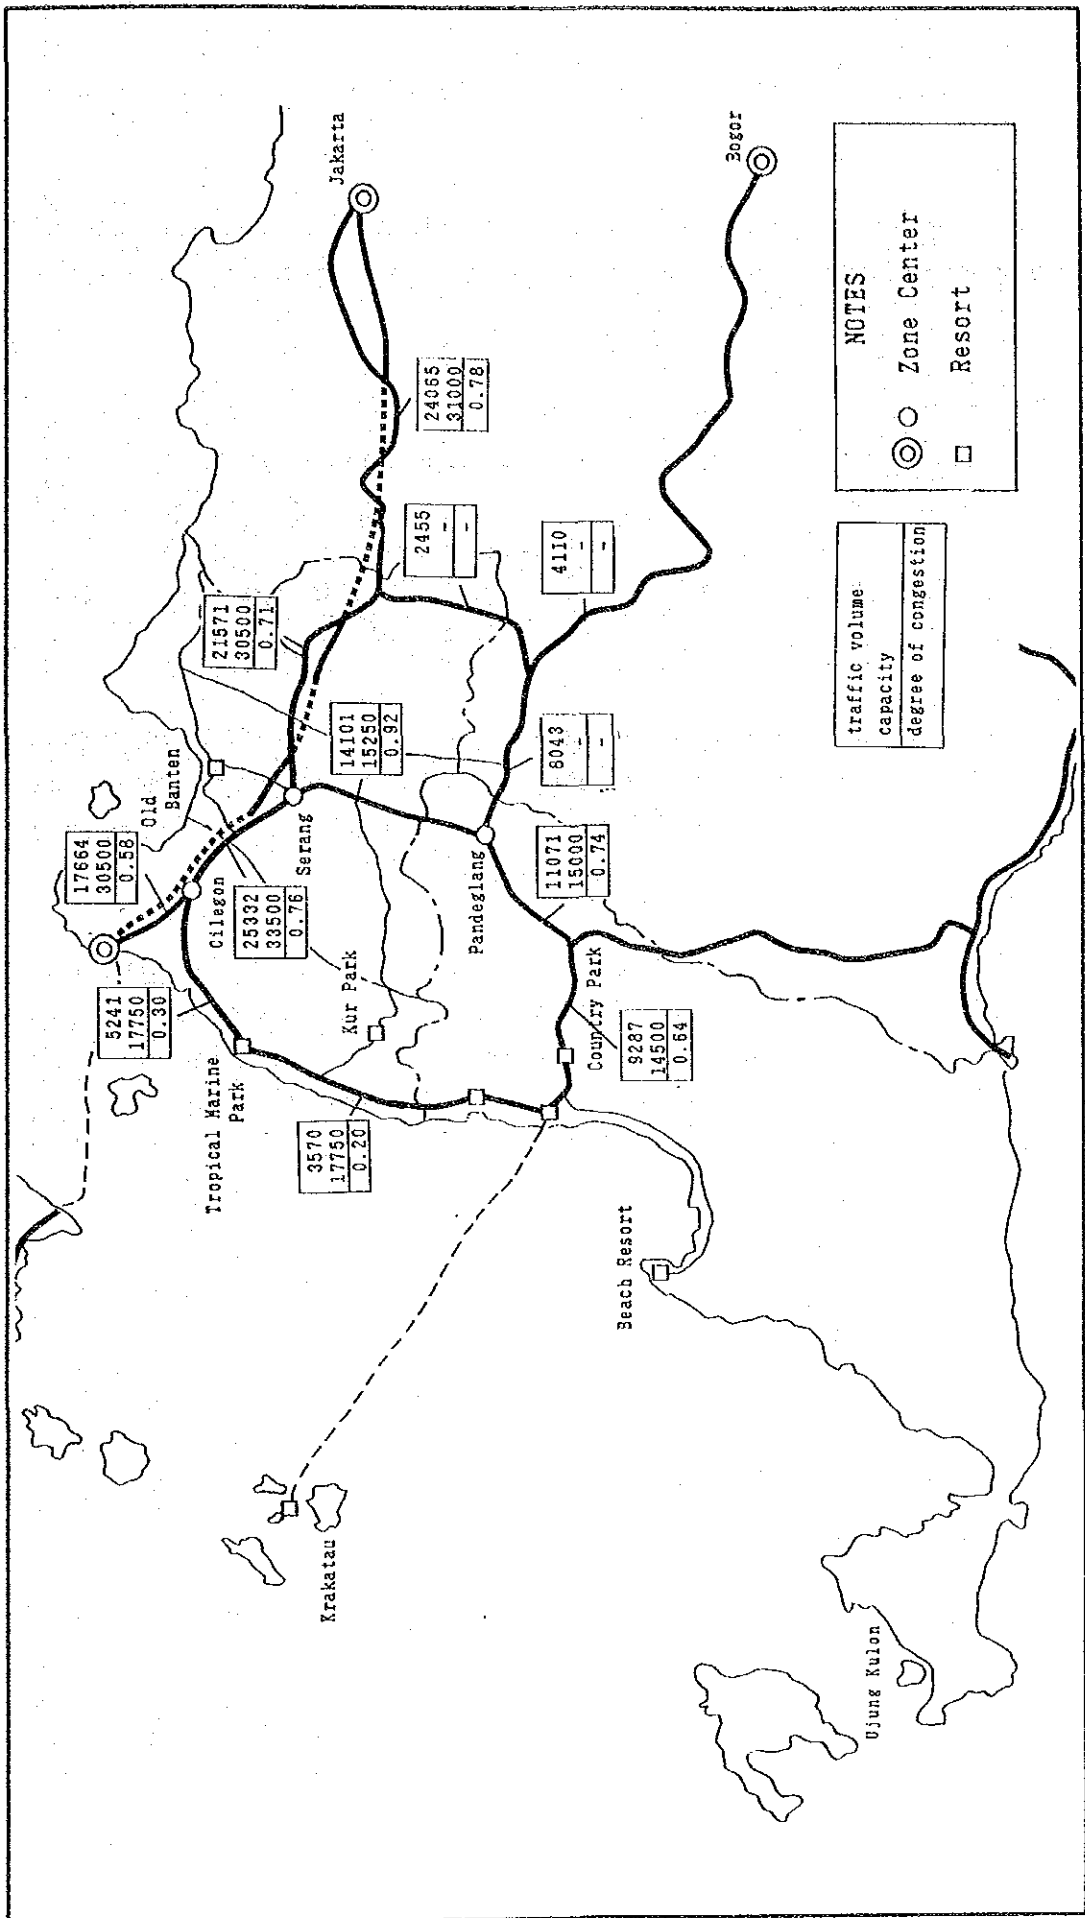 Jakarta
Bogor
24065
31000
0.78
2455
-
-
4110
-
-
21571
30500
0.71
14101
15250
0.92
8043
-
-
Old
Banten
17664
30500
0.58
Serang
Cilegon
25332
33500
0.76
Pandeglang
11071
15000
0.74
5241
17750
0.30
Kur Park
Country Park
9287
14500
0.64
Tropical Marine
Park
3570
17750
0.20
Beach Resort
Krakatau
Ujung Kulon
NOTES
Zone Center
Resort
traffic volume
capacity
degree of congestion